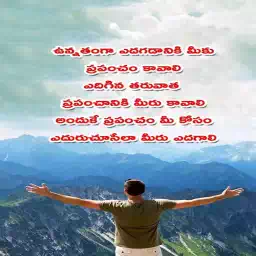 ఉన్నతంగా ఎదగడానికి మీకు
ప్రపంచం కావాలి
ఎదిగిన తరువాత
ప్రపంచానికి మీరు కావాలి
అందుకే ప్రపంచం మీ కోసం
ఎదురుచూసేలా మీరు ఎదగాలి